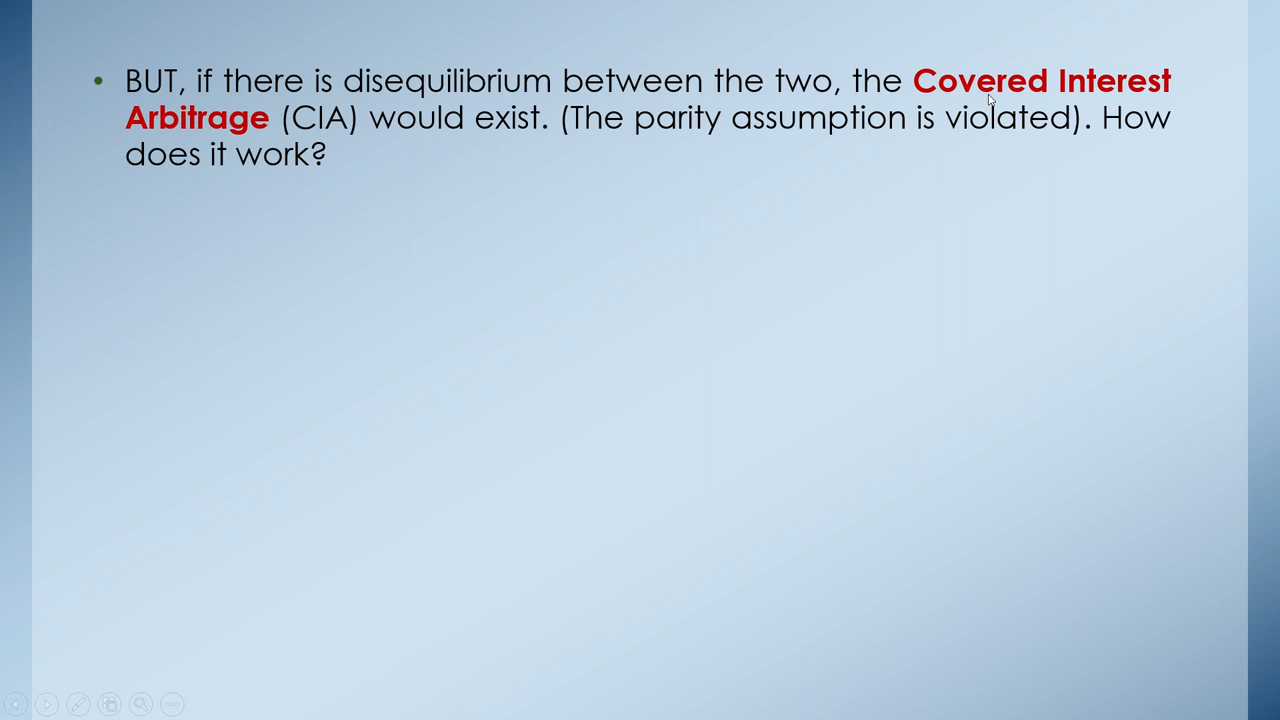 • BUT, if there is disequilibrium between the two, the Covered Interest
Arbitrage (CIA) would exist. (The parity assumption is violated). How
does it work?